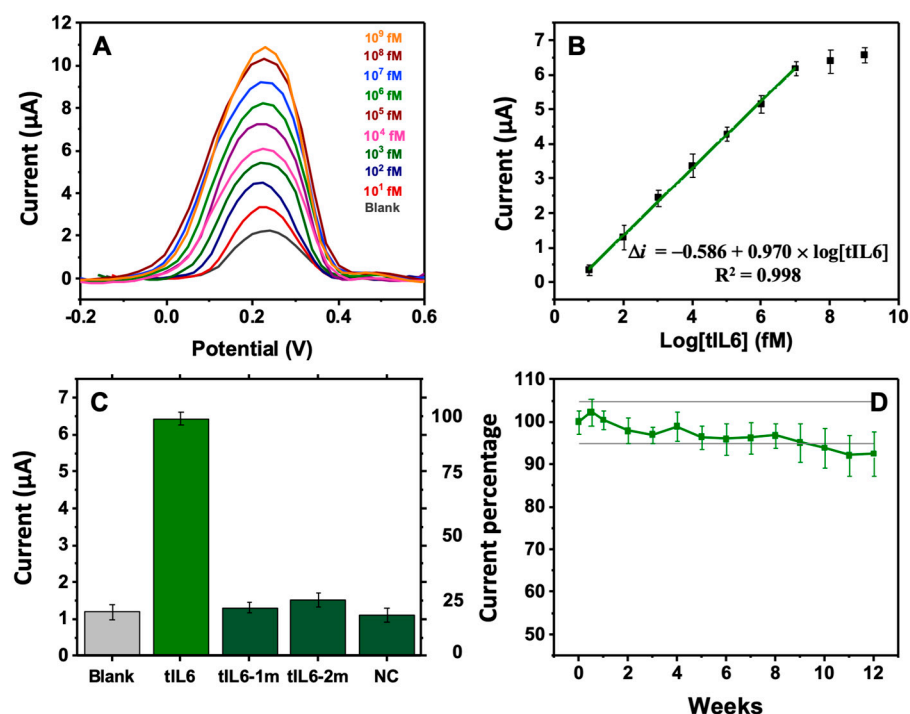 A
12
10
8
6
4
2
0
Current (µA)
-0.2
0.0
0.2
0.4
0.6
Potential (V)
10⁹ fM
10⁸ fM
10⁷ fM
10⁶ fM
10⁵ fM
10⁴ fM
10³ fM
10² fM
10¹ fM
Blank
B
7
6
5
4
3
2
1
0
Current (µA)
0
2
4
6
8
10
Log[tIL6] (fM)
Δi = –0.586 + 0.970 × log[tIL6]
R² = 0.998
C
7
6
5
4
3
2
1
0
Current (µA)
100
75
50
25
0
Blank
tIL6
tIL6-1m
tIL6-2m
NC
D
110
100
90
80
70
60
50
Current percentage
0
2
4
6
8
10
12
Weeks